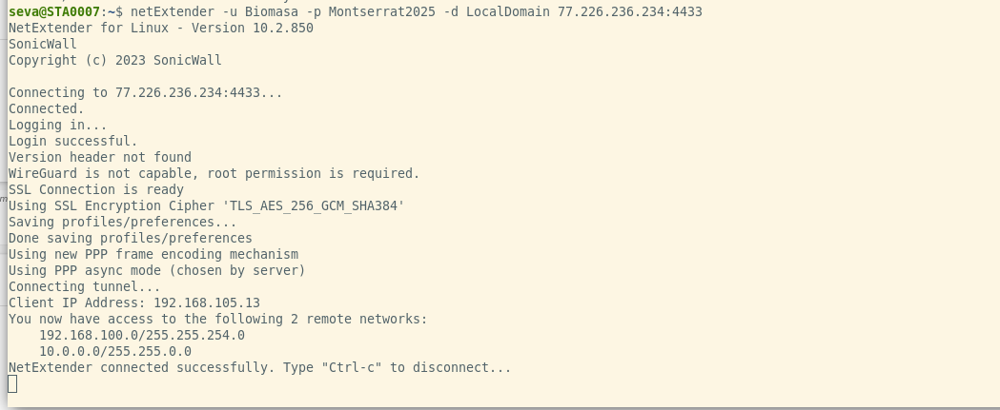 seva@STA0007:~$ netExtender -u Biomasa -p Montserrat2025 -d LocalDomain 77.226.236.234:4433
NetExtender for Linux - Version 10.2.850
SonicWall
Copyright (c) 2023 SonicWall
Connecting to 77.226.236.234:4433...
Connected.
Logging in...
Login successful.
Version header not found
WireGuard is not capable, root permission is required.
SSL Connection is ready
Using SSL Encryption Cipher 'TLS_AES_256_GCM_SHA384'
Saving profiles/preferences...
Done saving profiles/preferences
Using new PPP frame encoding mechanism
Using PPP async mode (chosen by server)
Connecting tunnel...
Client IP Address: 192.168.105.13
You now have access to the following 2 remote networks:
192.168.100.0/255.255.254.0
10.0.0.0/255.255.0.0
NetExtender connected successfully. Type "Ctrl-c" to disconnect...